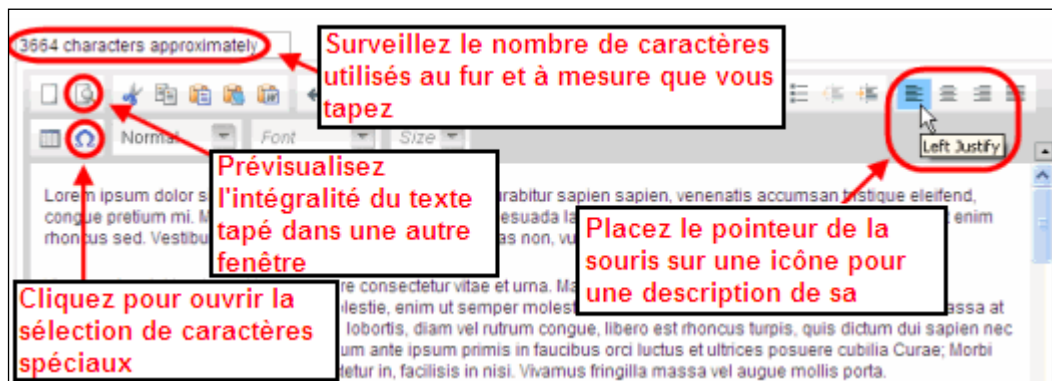 3664 characters approximately
Surveillez le nombre de caractères
utilisés au fur et à mesure que vous
tapez
Normal
Font
Size
Left Justify
Prévisualisez
l'intégralité du texte
tapé dans une autre
fenêtre
Placez le pointeur de la
souris sur une icône pour
une description de sa
Cliquez pour ouvrir la
sélection de caractères
spéciaux
Lorem ipsum dolor s urabitur sapien sapien, venenatis accumsan tristique eleifend,
congue pretium mi. M esuada la t enim
rhoncus sed. Vestibu as non, vu
re consectetur vitae et urna. Ma
lestie, enim ut semper molest assa at
lobortis, diam vel rutrum congue, libero est rhoncus turpis, quis dictum dui sapien nec
um ante ipsum primis in faucibus orci luctus et ultrices posuere cubilia Curae; Morbi
tetur in, facilisis in nisi. Vivamus fringilla massa vel augue mollis porta.